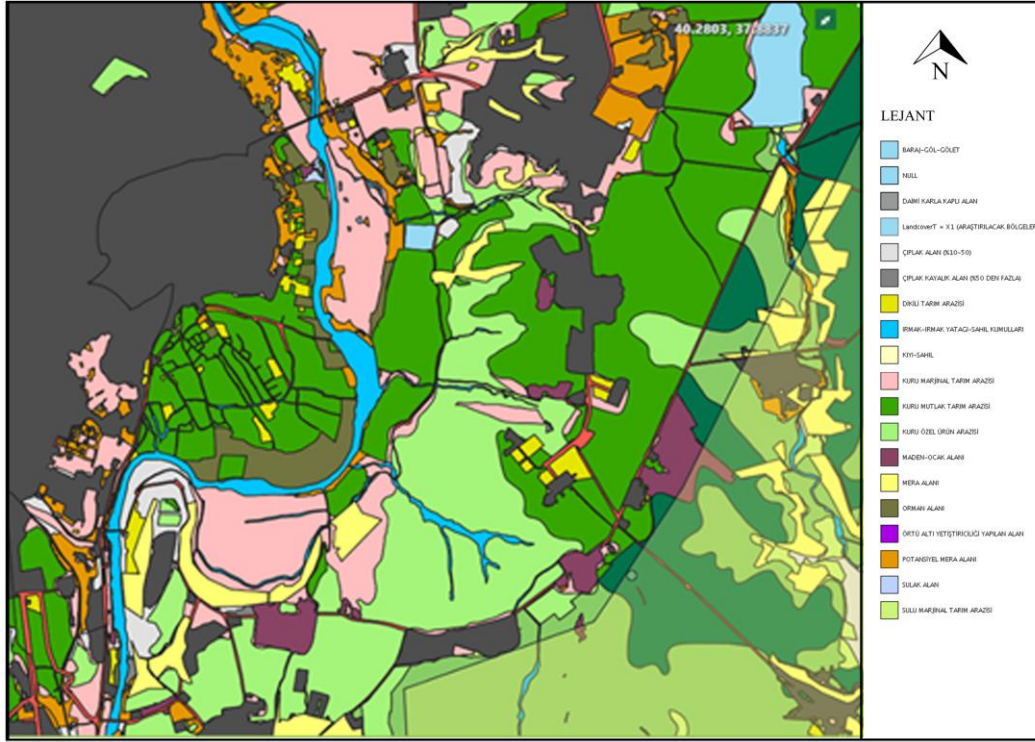 40.2803, 37.8837
N
LEJANT
BARAJ-GÖL-GÖLET
NULL
DAİMİ KARLA KAPLI ALAN
LandcoverT = X1 (ARAŞTIRILACAK BÖLGELER
ÇIPLAK ALAN (%10-50)
ÇIPLAK KAYALIK ALAN (%50 DEN FAZLA)
DİKİLİ TARIM ARAZİSİ
IRMAK-IRMAK YATAGI-SAHİL KUMULLARI
KIYI-SAHİL
KURU MARJİNAL TARIM ARAZİSİ
KURU MUTLAK TARIM ARAZİSİ
KURU ÖZEL ÜRÜN ARAZİSİ
MADEN-OCAK ALANI
MERA ALANI
ORMAN ALANI
ÖRTÜ ALTI YETİŞTİRİCİLİĞİ YAPILAN ALAN
POTANSİYEL MERA ALANI
SULAK ALAN
SULU MARJİNAL TARIM ARAZİSİ